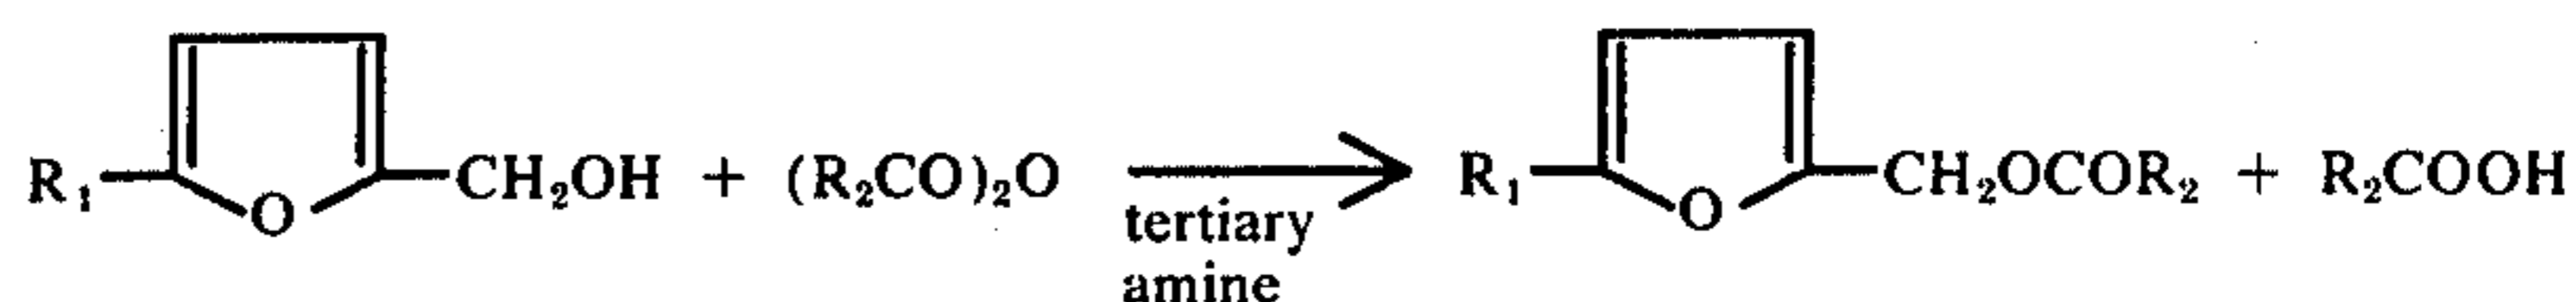 R₁ O CH₂OH + (R₂CO)₂O tertiary amine R₁ O CH₂OCOR₂ + R₂COOH